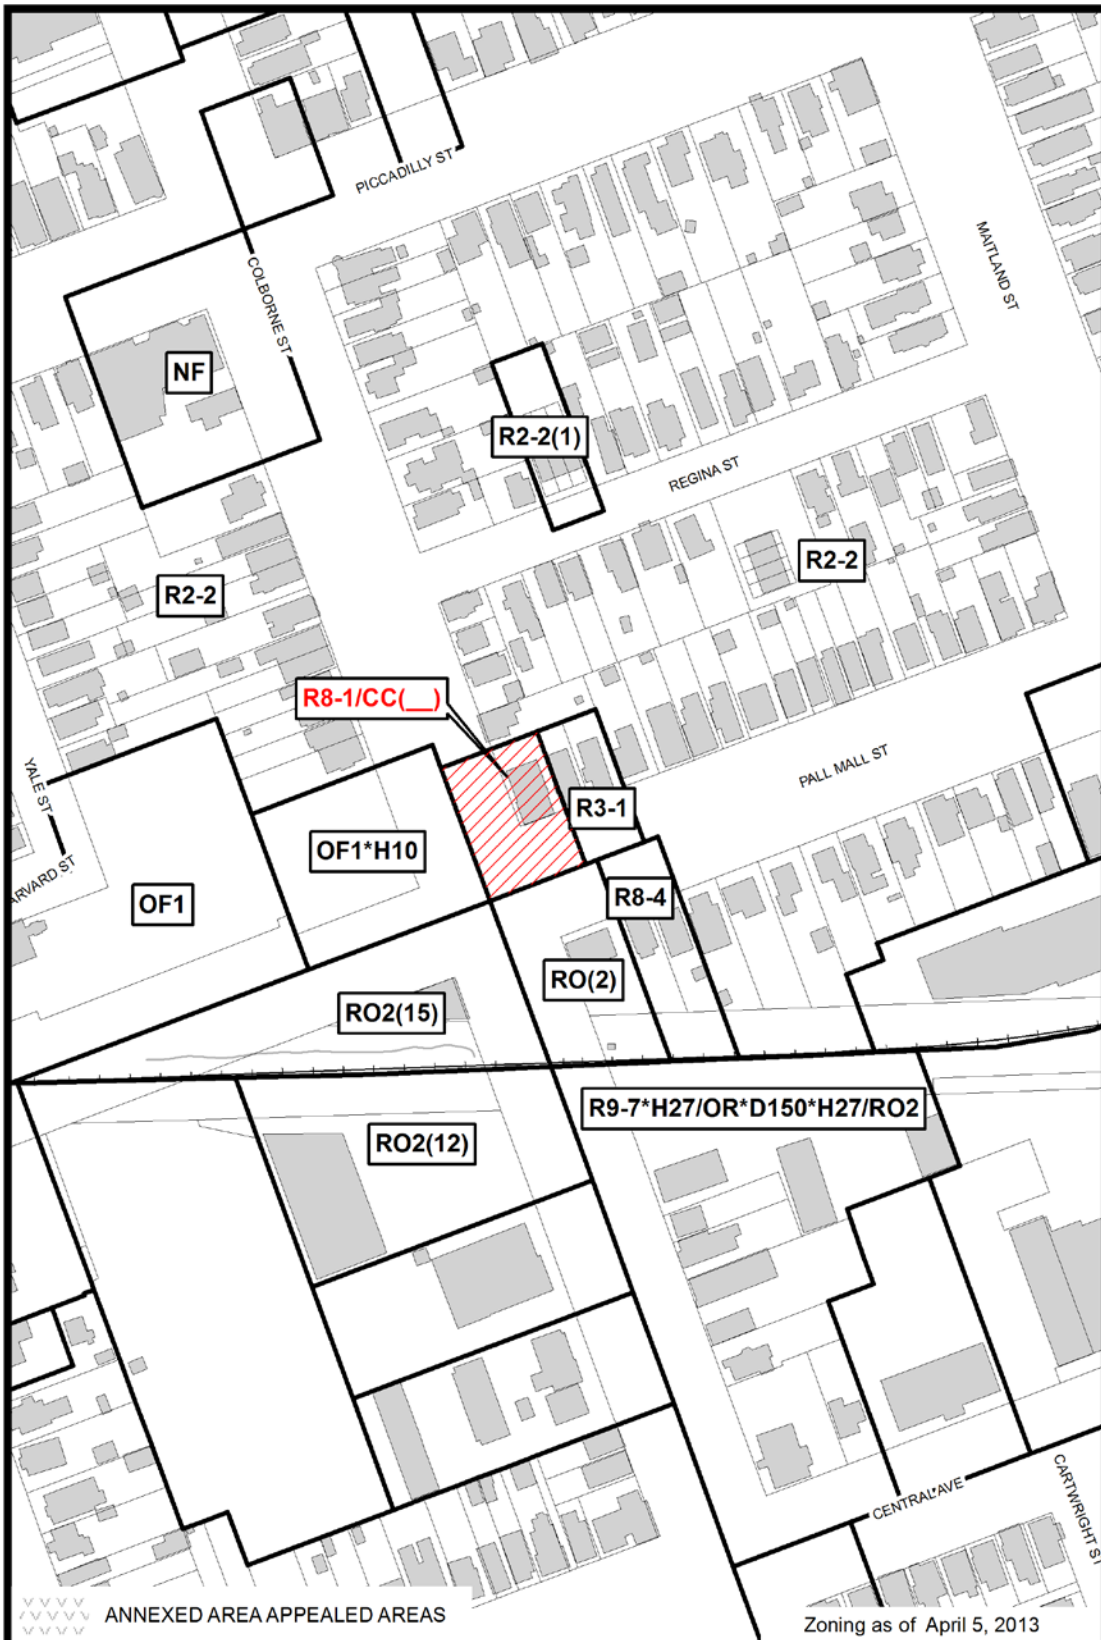 PICCADILLY ST
COLBORNE ST
MAITLAND ST
NF
R2-2(1)
REGINA ST
R2-2
R2-2
R8-1/CC(__)
YALE ST
PALL MALL ST
R3-1
OF1*H10
ARVARD ST
R8-4
OF1
RO(2)
RO2(15)
R9-7*H27/OR*D150*H27/RO2
RO2(12)
CENTRAL AVE
CARTWRIGHT ST
ANNEXED AREA APPEALED AREAS
Zoning as of April 5, 2013